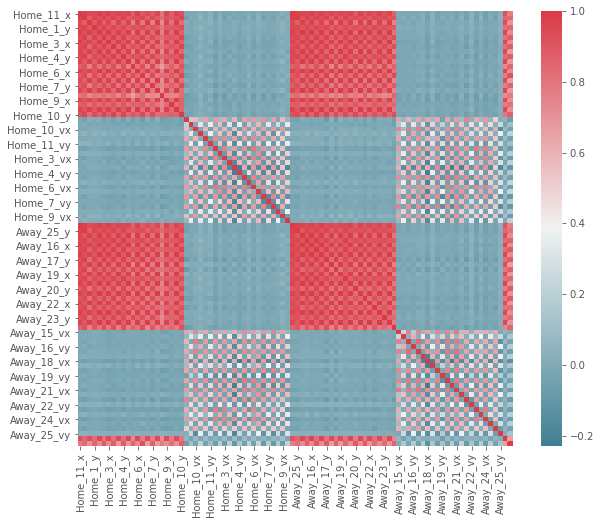 Home_11_x
Home_1_y
Home_3_x
Home_4_y
Home_6_x
Home_7_y
Home_9_x
Home_10_y
Home_10_vx
Home_11_vy
Home_3_vx
Home_4_vy
Home_6_vx
Home_7_vy
Home_9_vx
Away_25_y
Away_16_x
Away_17_y
Away_19_x
Away_20_y
Away_22_x
Away_23_y
Away_15_vx
Away_16_vy
Away_18_vx
Away_19_vy
Away_21_vx
Away_22_vy
Away_24_vx
Away_25_vy
Home_11_x
Home_1_y
Home_3_x
Home_4_y
Home_6_x
Home_7_y
Home_9_x
Home_10_y
Home_10_vx
Home_11_vy
Home_3_vx
Home_4_vy
Home_6_vx
Home_7_vy
Home_9_vx
Away_25_y
Away_16_x
Away_17_y
Away_19_x
Away_20_y
Away_22_x
Away_23_y
Away_15_vx
Away_16_vy
Away_18_vx
Away_19_vy
Away_21_vx
Away_22_vy
Away_24_vx
Away_25_vy
1.0
0.8
0.6
0.4
0.2
0.0
−0.2